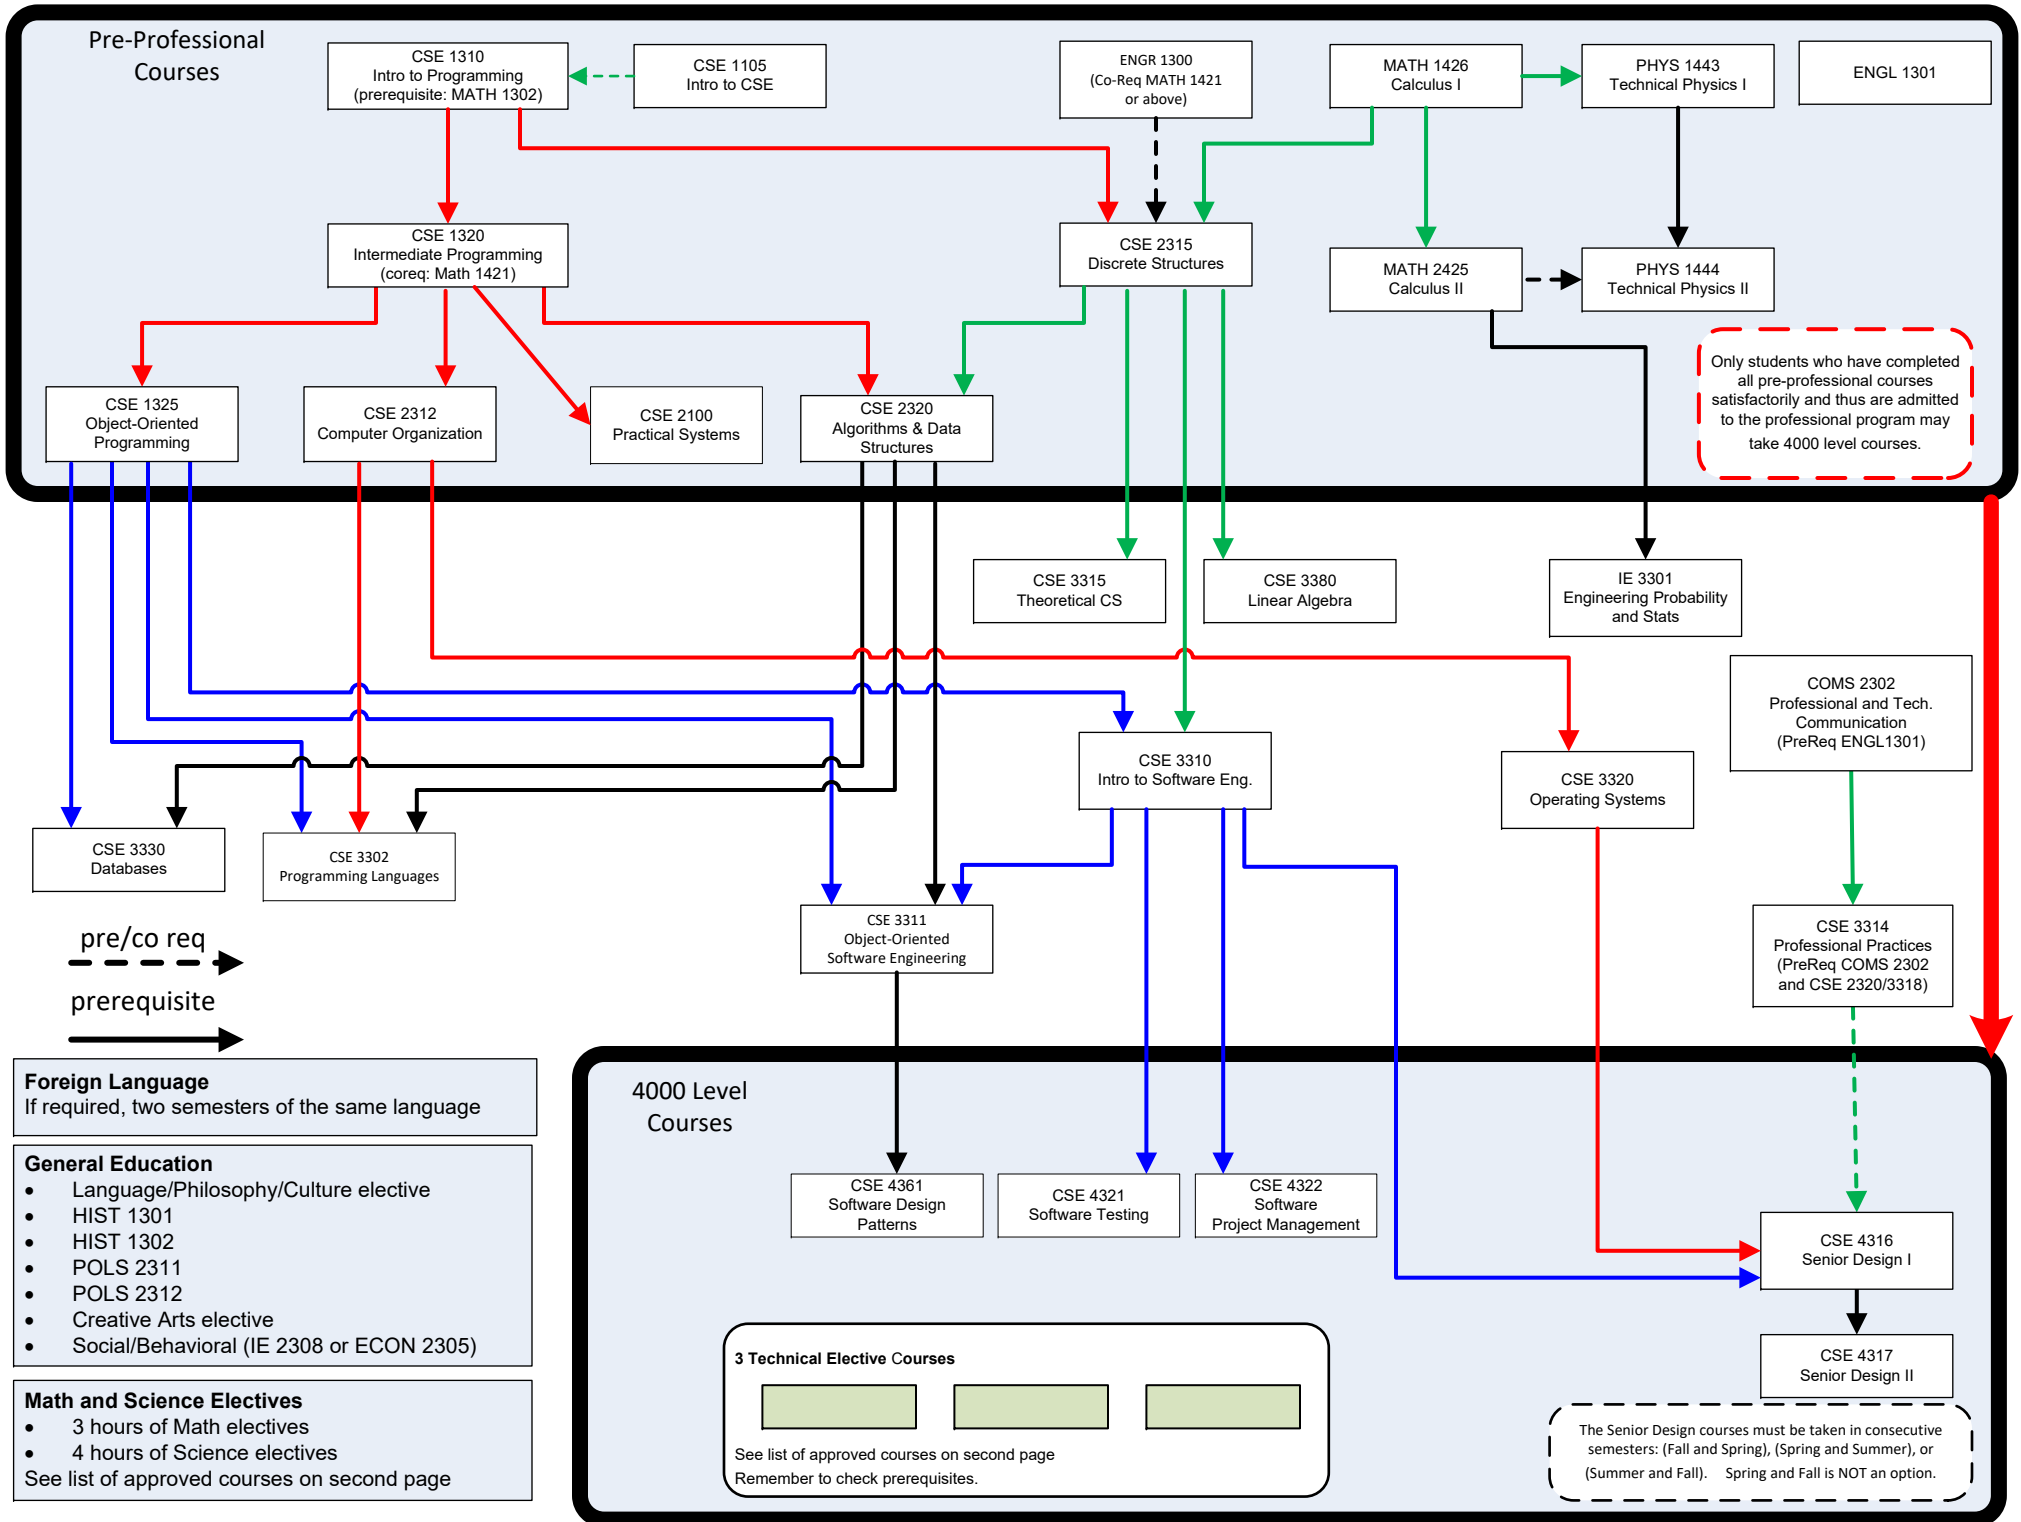 Pre-Professional
Courses
CSE 1310
Intro to Programming
(prerequisite: MATH 1302)
CSE 1105
Intro to CSE
ENGR 1300
(Co-Req MATH 1421
or above)
MATH 1426
Calculus I
PHYS 1443
Technical Physics I
ENGL 1301
CSE 1320
Intermediate Programming
(coreq: Math 1421)
CSE 2315
Discrete Structures
MATH 2425
Calculus II
PHYS 1444
Technical Physics II
Only students who have completed
all pre-professional courses
satisfactorily and thus are admitted
to the professional program may
take 4000 level courses.
CSE 1325
Object-Oriented
Programming
CSE 2312
Computer Organization
CSE 2100
Practical Systems
CSE 2320
Algorithms & Data
Structures
CSE 3315
Theoretical CS
CSE 3380
Linear Algebra
IE 3301
Engineering Probability
and Stats
COMS 2302
Professional and Tech.
Communication
(PreReq ENGL1301)
CSE 3310
Intro to Software Eng.
CSE 3320
Operating Systems
CSE 3330
Databases
CSE 3302
Programming Languages
CSE 3311
Object-Oriented
Software Engineering
CSE 3314
Professional Practices
(PreReq COMS 2302
and CSE 2320/3318)
pre/co req
prerequisite
Foreign Language
If required, two semesters of the same language
General Education
• Language/Philosophy/Culture elective
• HIST 1301
• HIST 1302
• POLS 2311
• POLS 2312
• Creative Arts elective
• Social/Behavioral (IE 2308 or ECON 2305)
Math and Science Electives
• 3 hours of Math electives
• 4 hours of Science electives
See list of approved courses on second page
4000 Level
Courses
CSE 4361
Software Design
Patterns
CSE 4321
Software Testing
CSE 4322
Software
Project Management
CSE 4316
Senior Design I
CSE 4317
Senior Design II
3 Technical Elective Courses
See list of approved courses on second page
Remember to check prerequisites.
The Senior Design courses must be taken in consecutive
semesters: (Fall and Spring), (Spring and Summer), or
(Summer and Fall). Spring and Fall is NOT an option.